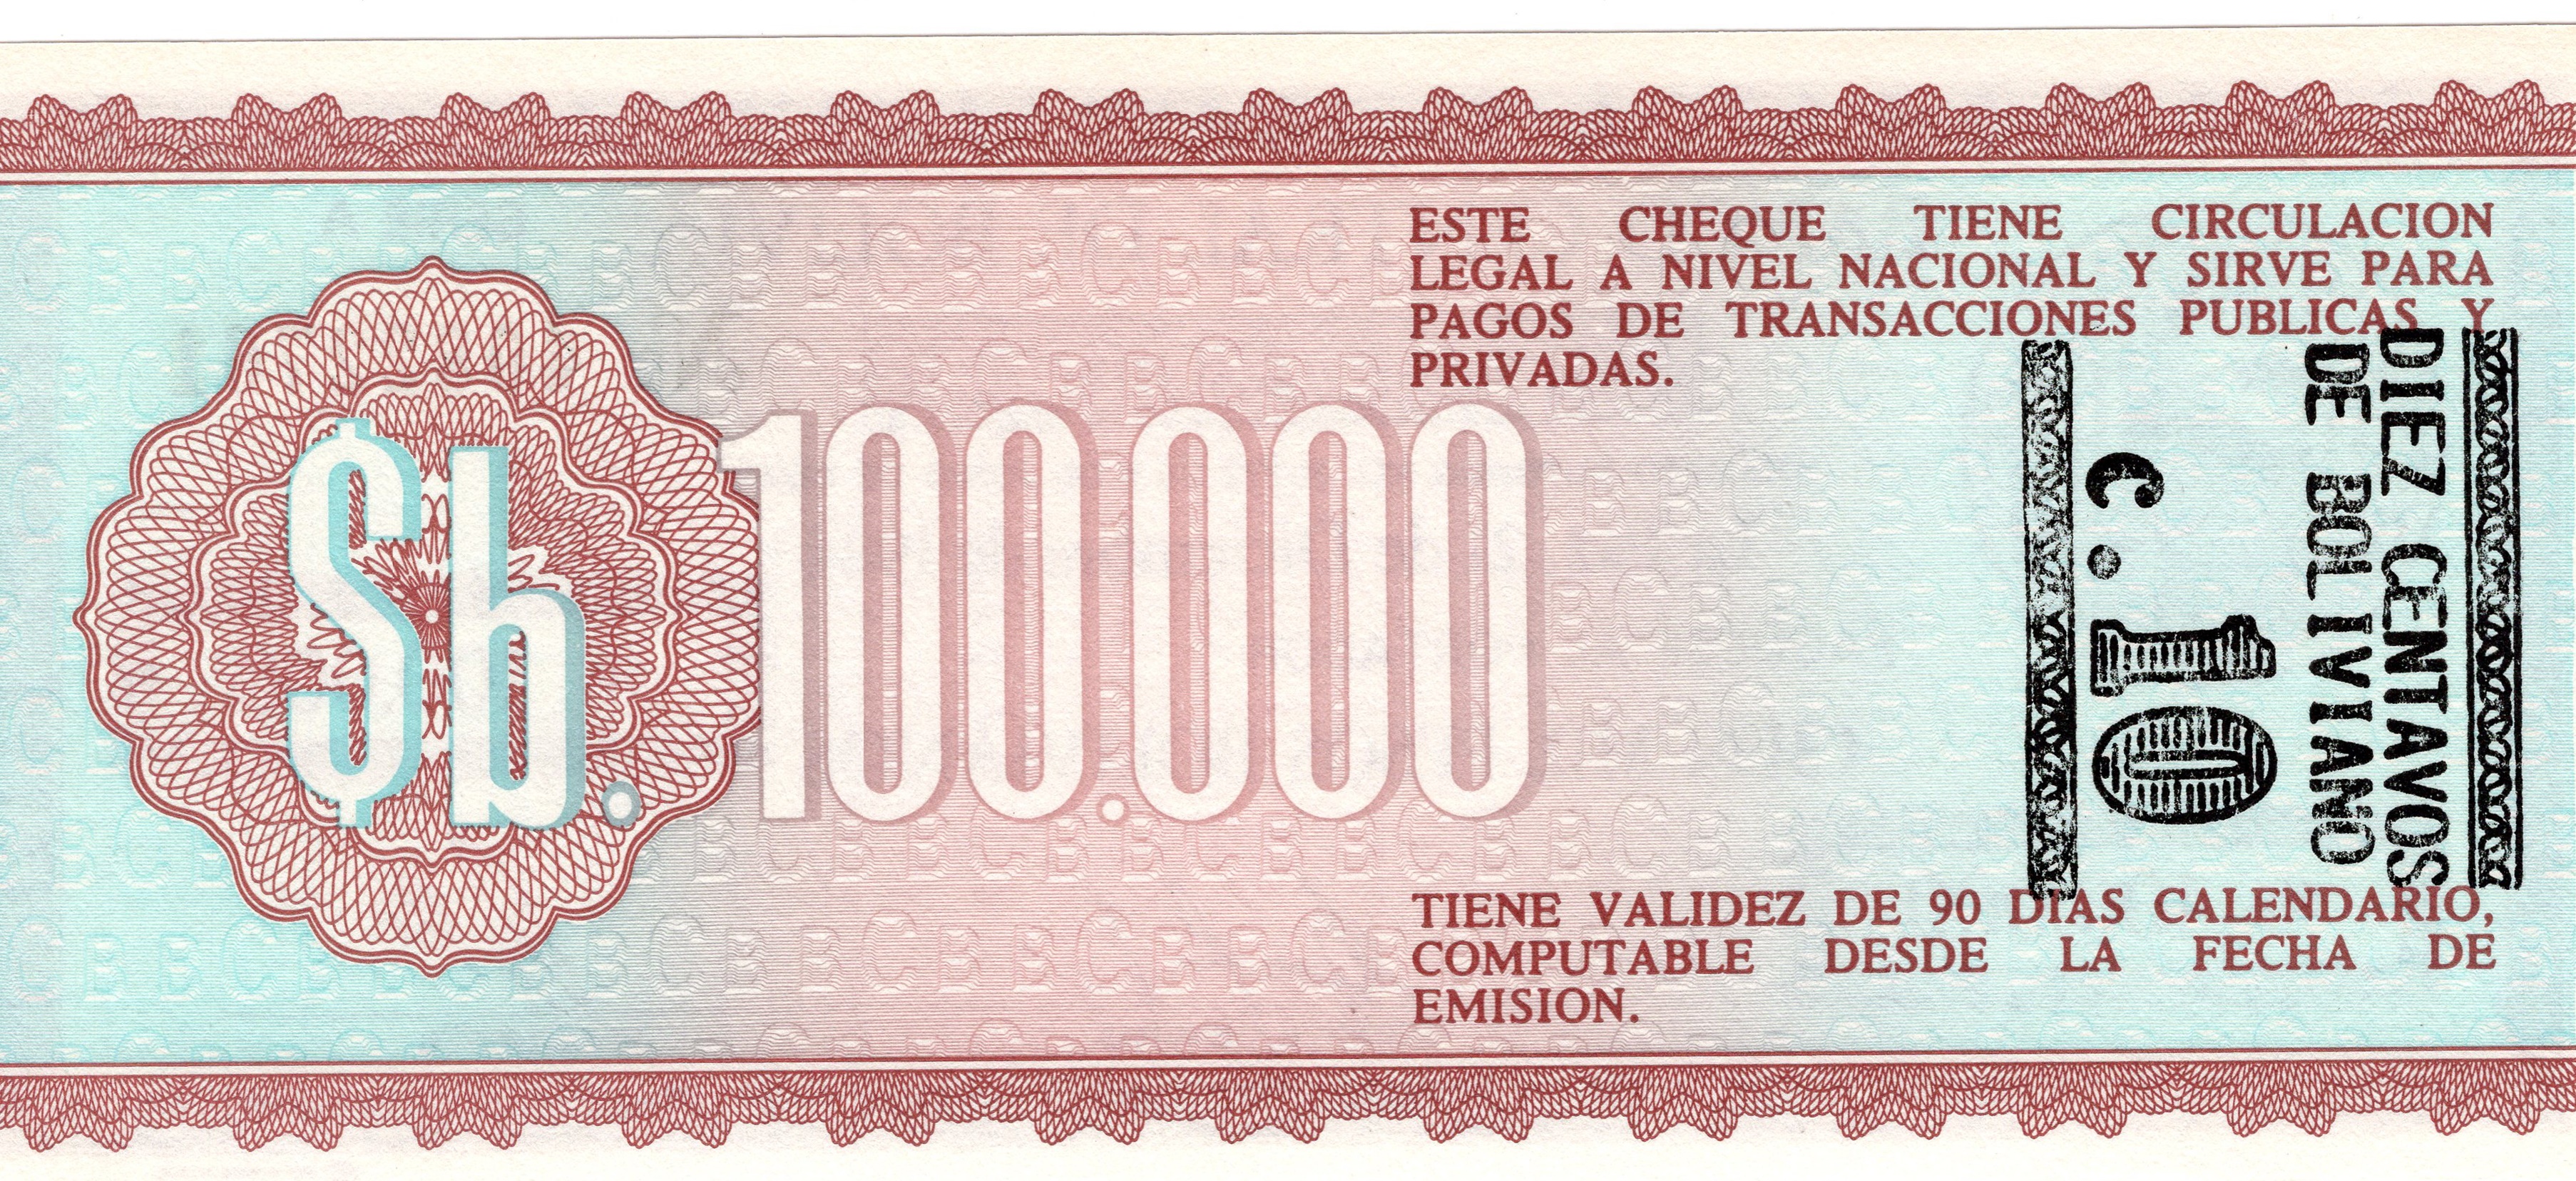 ESTE CHEQUE TIENE CIRCULACION
LEGAL A NIVEL NACIONAL Y SIRVE PARA
PAGOS DE TRANSACCIONES PUBLICAS Y
PRIVADAS.
$b. 100.000
DIEZ CENTAVOS
DE BOLIVIANO
C. 10
TIENE VALIDEZ DE 90 DIAS CALENDARIO,
COMPUTABLE DESDE LA FECHA DE
EMISION.